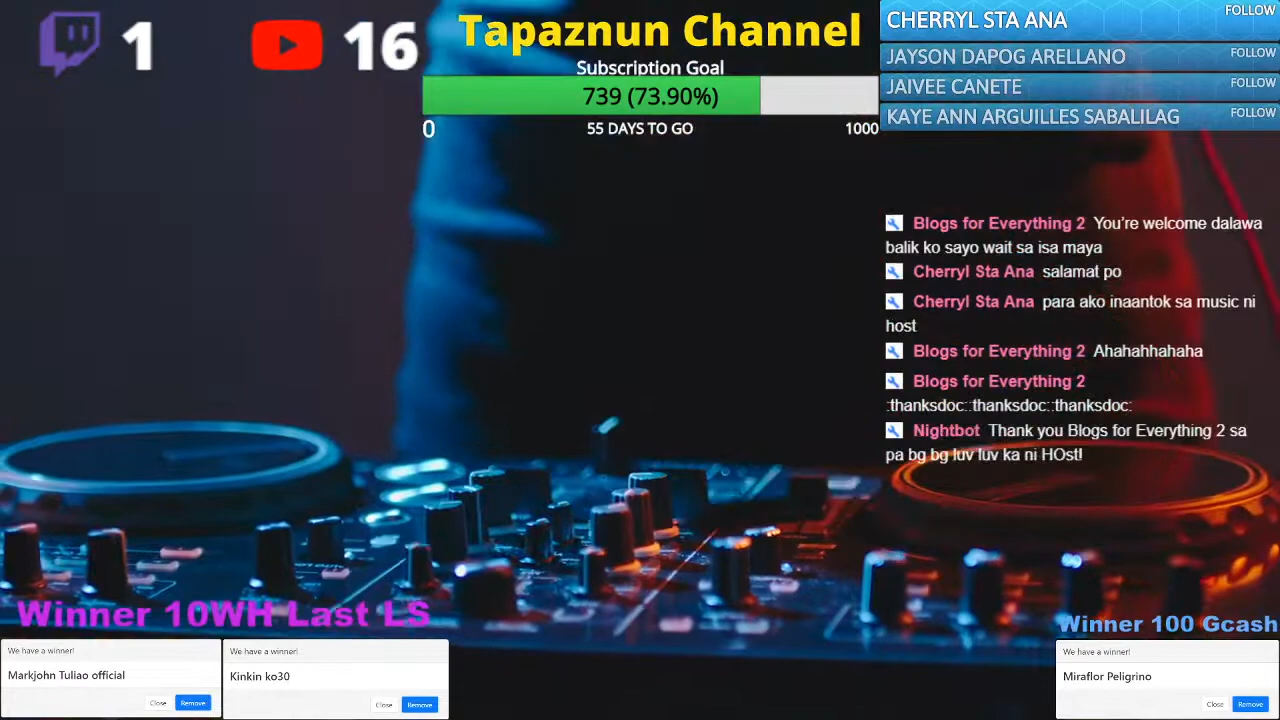 1
16
Tapaznun Channel
Subscription Goal
739 (73.90%)
0
55 DAYS TO GO
1000
CHERRYL STA ANA FOLLOW
JAYSON DAPOG ARELLANO FOLLOW
JAIVEE CANETE FOLLOW
KAYE ANN ARGUILLES SABALILAG FOLLOW
Blogs for Everything 2 You're welcome dalawa
balik ko sayo wait sa isa maya
Cherryl Sta Ana salamat po
Cherryl Sta Ana para ako inaantok sa music ni
host
Blogs for Everything 2 Ahahahhahaha
Blogs for Everything 2
:thanksdoc::thanksdoc::thanksdoc:
Nightbot Thank you Blogs for Everything 2 sa
pa bg bg luv luv ka ni HOst!
Winner 10WH Last LS
We have a winner!
Markjohn Tuliao official
Close Remove
We have a winner!
Kinkin ko30
Close Remove
Winner 100 Gcash
We have a winner!
Miraflor Peligrino
Close Remove